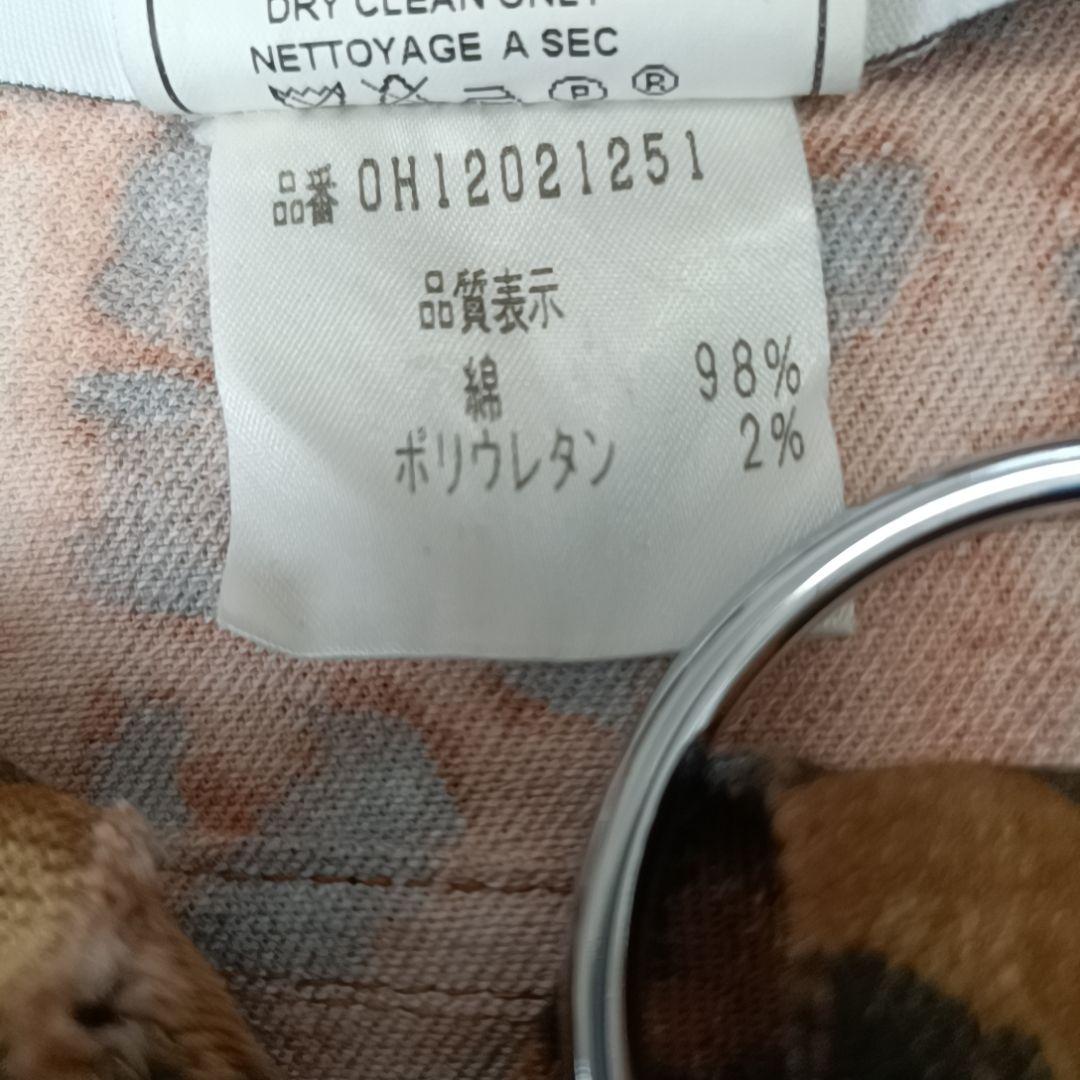 DRY CLEAN ONLY
NETTOYAGE A SEC
P R
品番 OH12021251
品質表示
綿 98%
ポリウレタン 2%